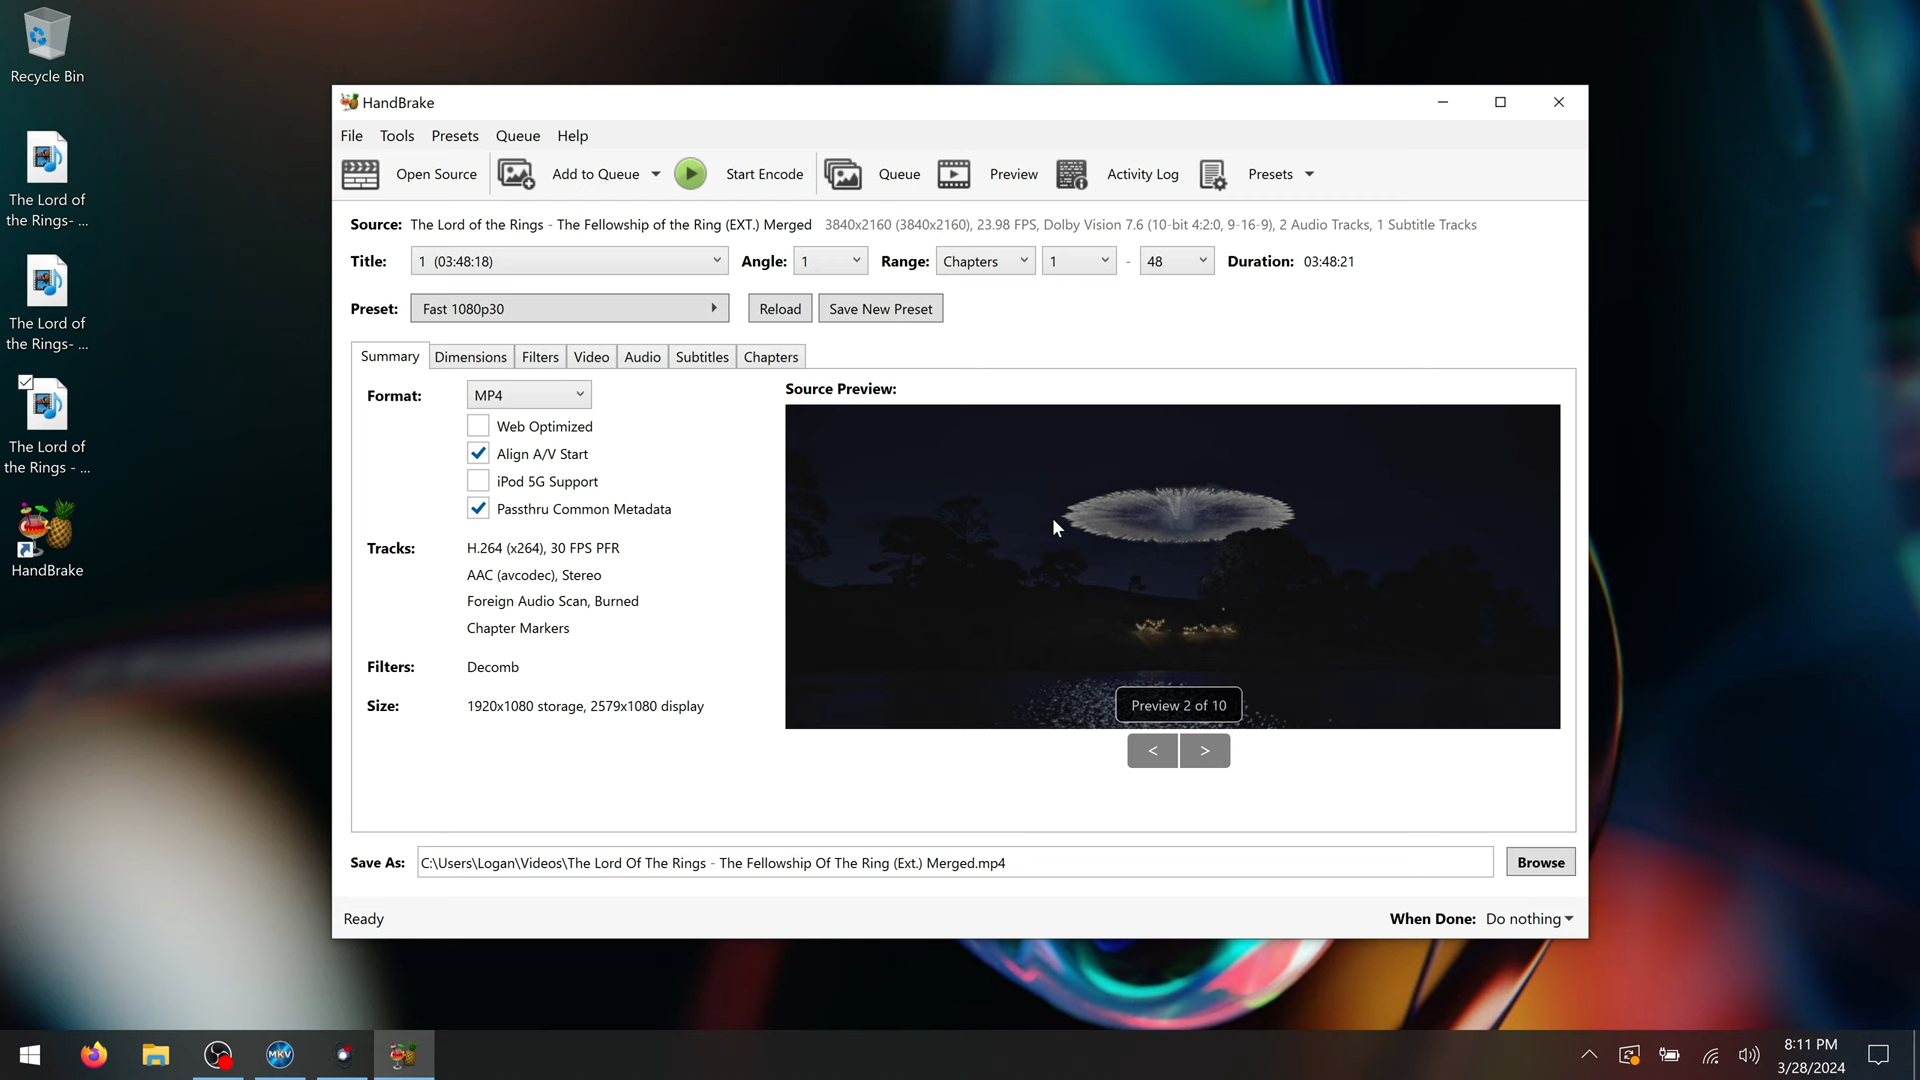 Recycle Bin
The Lord of
the Rings- ...
The Lord of
the Rings- ...
The Lord of
the Rings - ...
HandBrake
HandBrake
File Tools Presets Queue Help
Open Source Add to Queue Start Encode Queue Preview Activity Log Presets
Source: The Lord of the Rings - The Fellowship of the Ring (EXT.) Merged 3840x2160 (3840x2160), 23.98 FPS, Dolby Vision 7.6 (10-bit 4:2:0, 9-16-9), 2 Audio Tracks, 1 Subtitle Tracks
Title: 1 (03:48:18) Angle: 1 Range: Chapters 1 - 48 Duration: 03:48:21
Preset: Fast 1080p30 Reload Save New Preset
Summary Dimensions Filters Video Audio Subtitles Chapters
Format: MP4
Web Optimized
Align A/V Start
iPod 5G Support
Passthru Common Metadata
Tracks: H.264 (x264), 30 FPS PFR
AAC (avcodec), Stereo
Foreign Audio Scan, Burned
Chapter Markers
Filters: Decomb
Size: 1920x1080 storage, 2579x1080 display
Source Preview:
Preview 2 of 10
< >
Save As: C:\Users\Logan\Videos\The Lord Of The Rings - The Fellowship Of The Ring (Ext.) Merged.mp4 Browse
Ready When Done: Do nothing
MKV
8:11 PM
3/28/2024